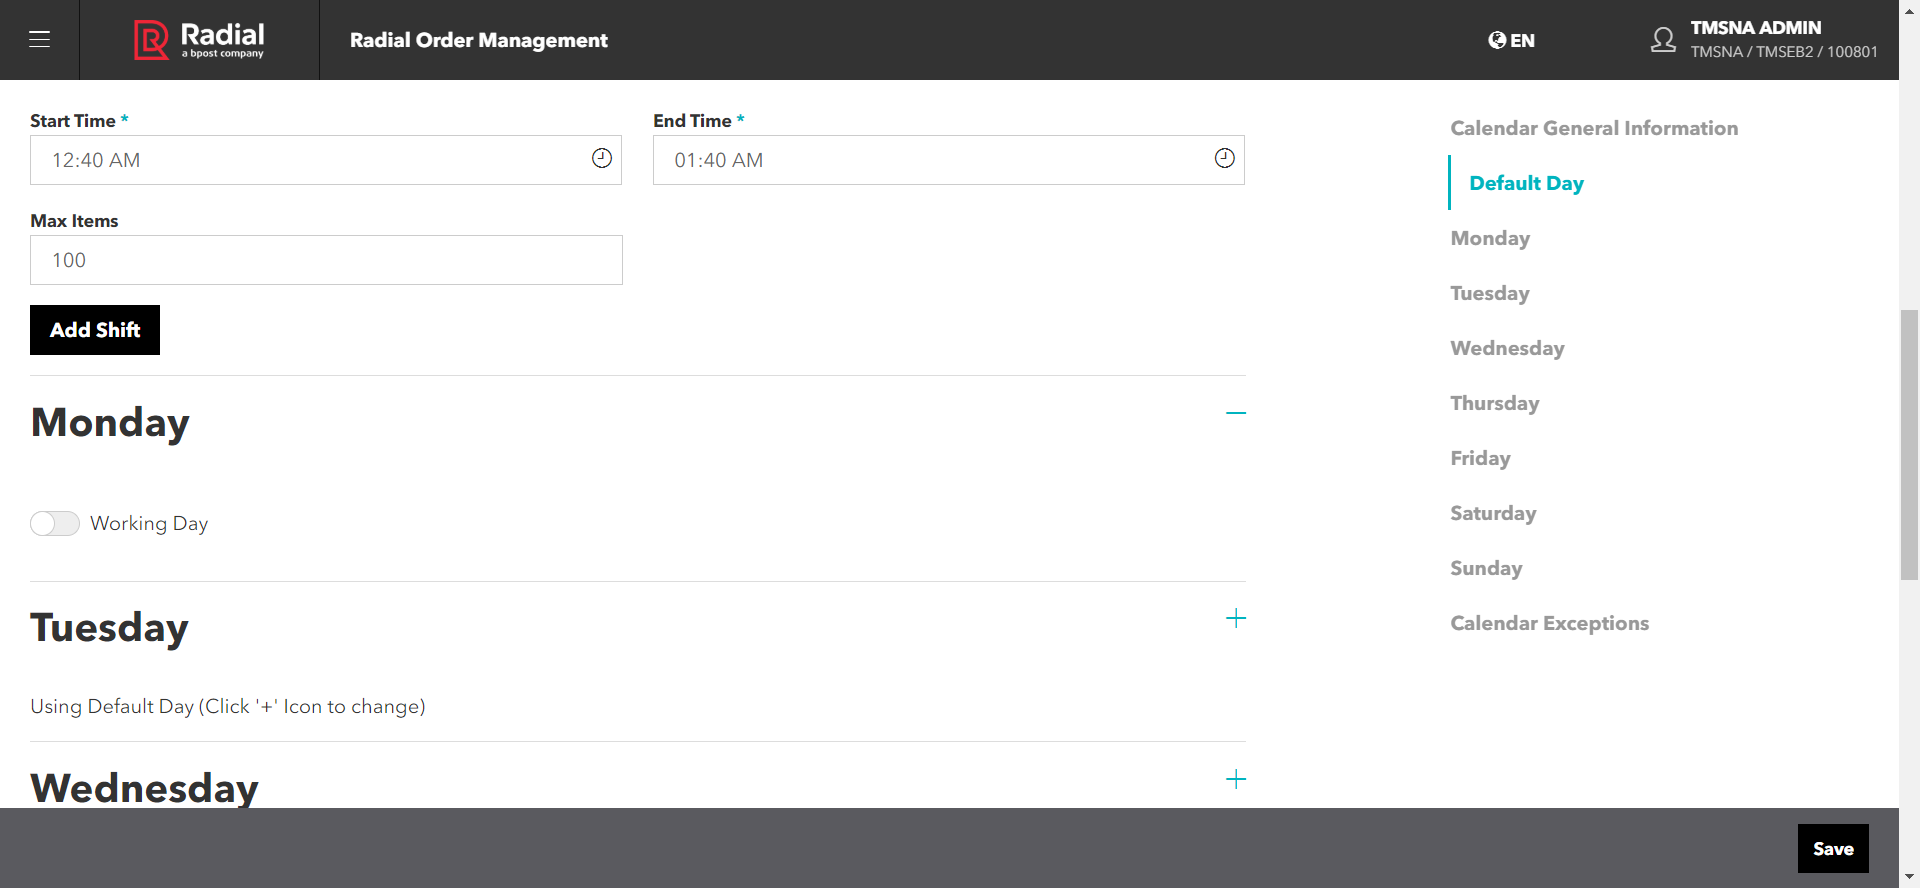 Radial
a bpost company
Radial Order Management
EN
TMSNA ADMIN
TMSNA / TMSEB2 / 100801
Start Time *
End Time *
12:40 AM
01:40 AM
Max Items
100
Add Shift
Monday
Working Day
Tuesday
Using Default Day (Click '+' Icon to change)
Wednesday
Calendar General Information
Default Day
Monday
Tuesday
Wednesday
Thursday
Friday
Saturday
Sunday
Calendar Exceptions
Save